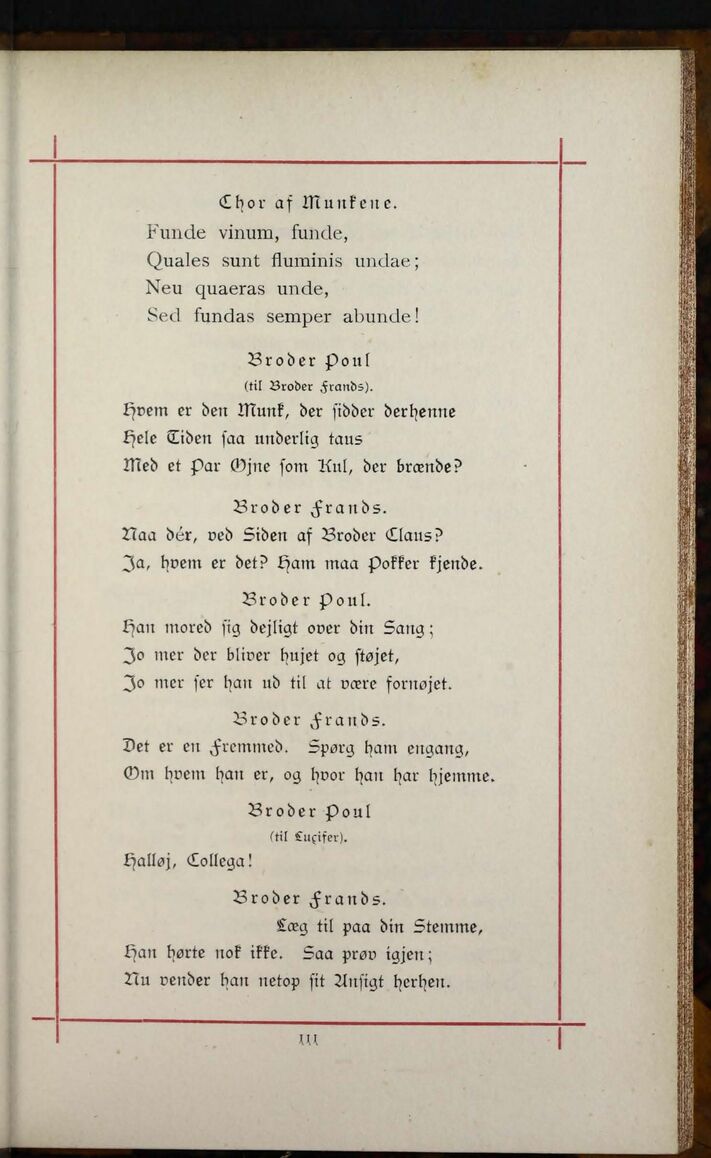 Chor af Munkene.
Funde vinum, funde,
Quales sunt fluminis undae;
Neu quaeras unde,
Sed fundas semper abunde!
Broder Poul
(til Broder Frands).
Hvem er den Munk, der sidder derhenne
Hele Tiden saa underlig taus
Med et Par Øjne som Kul, der brænde?
Broder Frands.
Naa dér, ved Siden af Broder Claus?
Ja, hvem er det? Ham maa Pokker kjende.
Broder Poul.
Han mored sig dejligt over din Sang;
Jo mer der bliver hujet og støjet,
Jo mer ser han ud til at være fornøjet.
Broder Frands.
Det er en Fremmed. Spørg ham engang,
Om hvem han er, og hvor han har hjemme.
Broder Poul
(til Lucifer).
Halløj, Collega!
Broder Frands.
Læg til paa din Stemme,
Han hørte nok ikke. Saa prøv igjen;
Nu vender han netop sit Ansigt herhen.
111